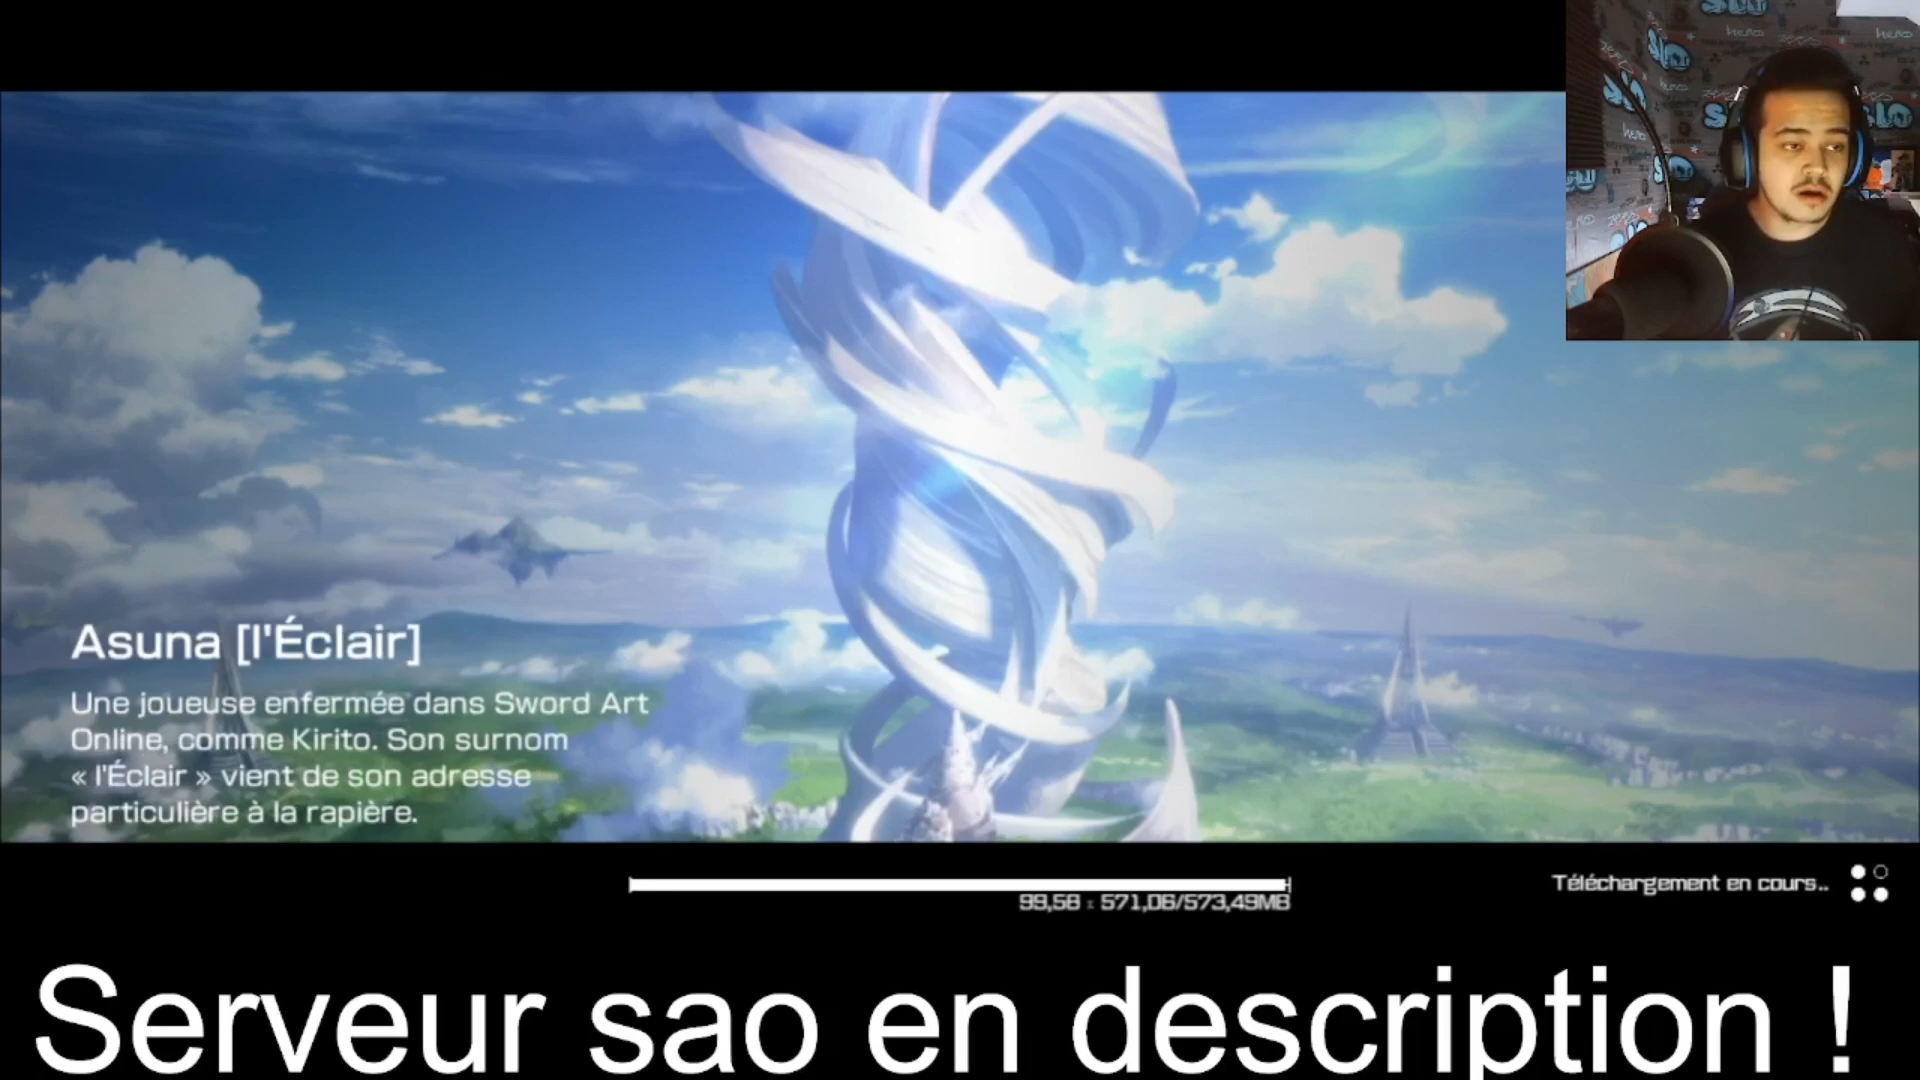 Asuna [l'Éclair]
Une joueuse enfermée dans Sword Art
Online, comme Kirito. Son surnom
« l'Éclair » vient de son adresse
particulière à la rapière.
99,58 : 571,06/573,49MB
Téléchargement en cours..
Serveur sao en description !